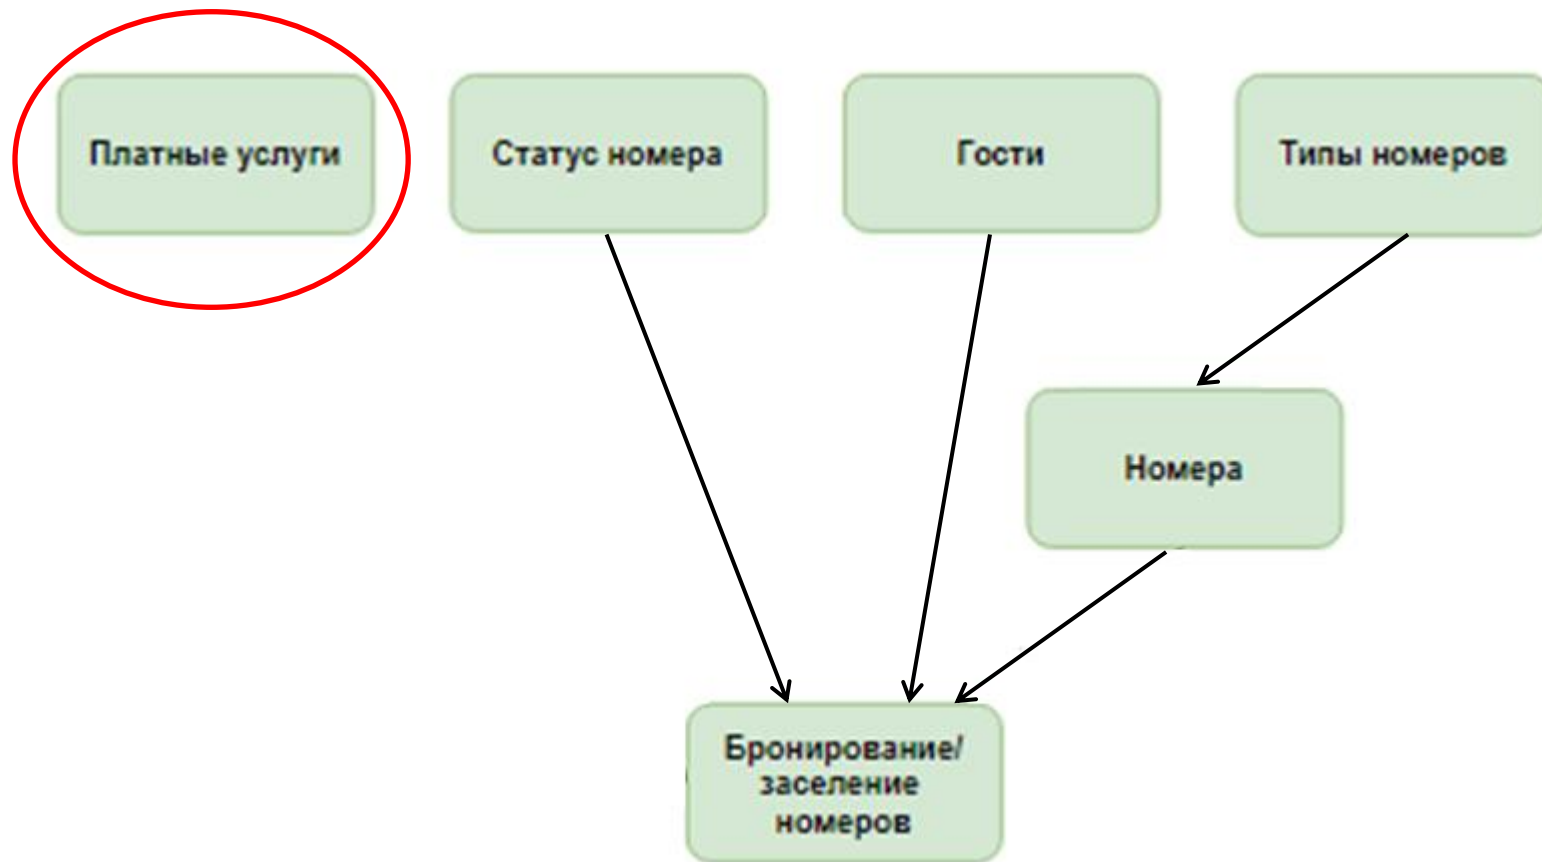 Платные услуги
Статус номера
Гости
Типы номеров
Номера
Бронирование/
заселение
номеров